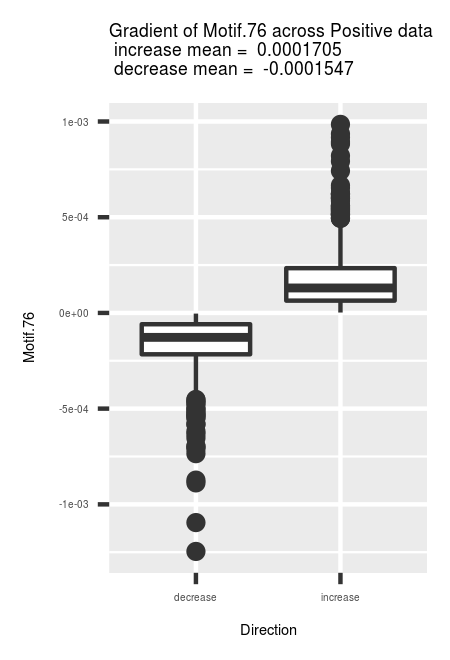 Gradient of Motif.76 across Positive data
increase mean =  0.0001705
decrease mean =  -0.0001547
1e-03
5e-04
0e+00
-5e-04
-1e-03
Motif.76
decrease
increase
Direction